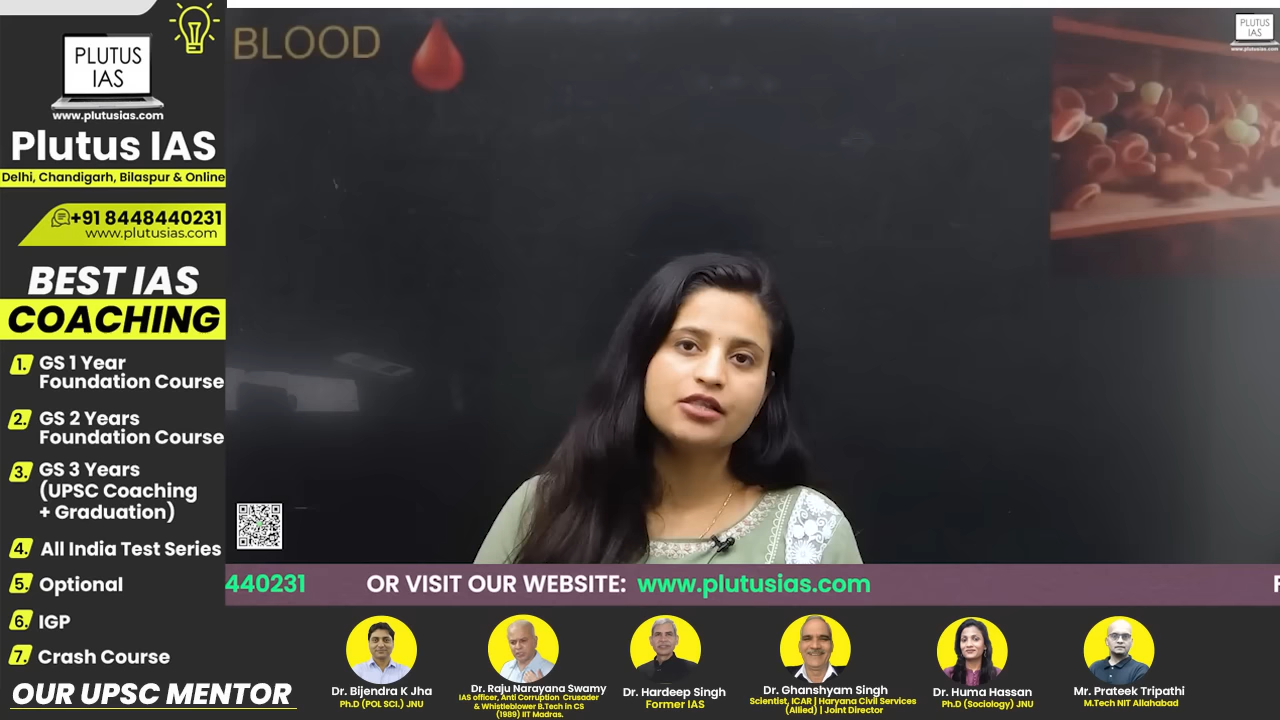 PLUTUS
IAS
www.plutusias.com
Plutus IAS
Delhi, Chandigarh, Bilaspur & Online
+91 8448440231
www.plutusias.com
BEST IAS
COACHING
1. GS 1 Year
Foundation Course
2. GS 2 Years
Foundation Course
3. GS 3 Years
(UPSC Coaching
+ Graduation)
4. All India Test Series
5. Optional
6. IGP
7. Crash Course
OUR UPSC MENTOR
BLOOD
PLUTUS
IAS
www.plutusias.com
440231 OR VISIT OUR WEBSITE: www.plutusias.com F
Dr. Bijendra K Jha
Ph.D (POL SCI.) JNU
Dr. Raju Narayana Swamy
IAS officer, Anti Corruption Crusader
& Whistleblower B.Tech in CS
(1989) IIT Madras.
Dr. Hardeep Singh
Former IAS
Dr. Ghanshyam Singh
Scientist, ICAR | Haryana Civil Services
(Allied) | Joint Director
Dr. Huma Hassan
Ph.D (Sociology) JNU
Mr. Prateek Tripathi
M.Tech NIT Allahabad